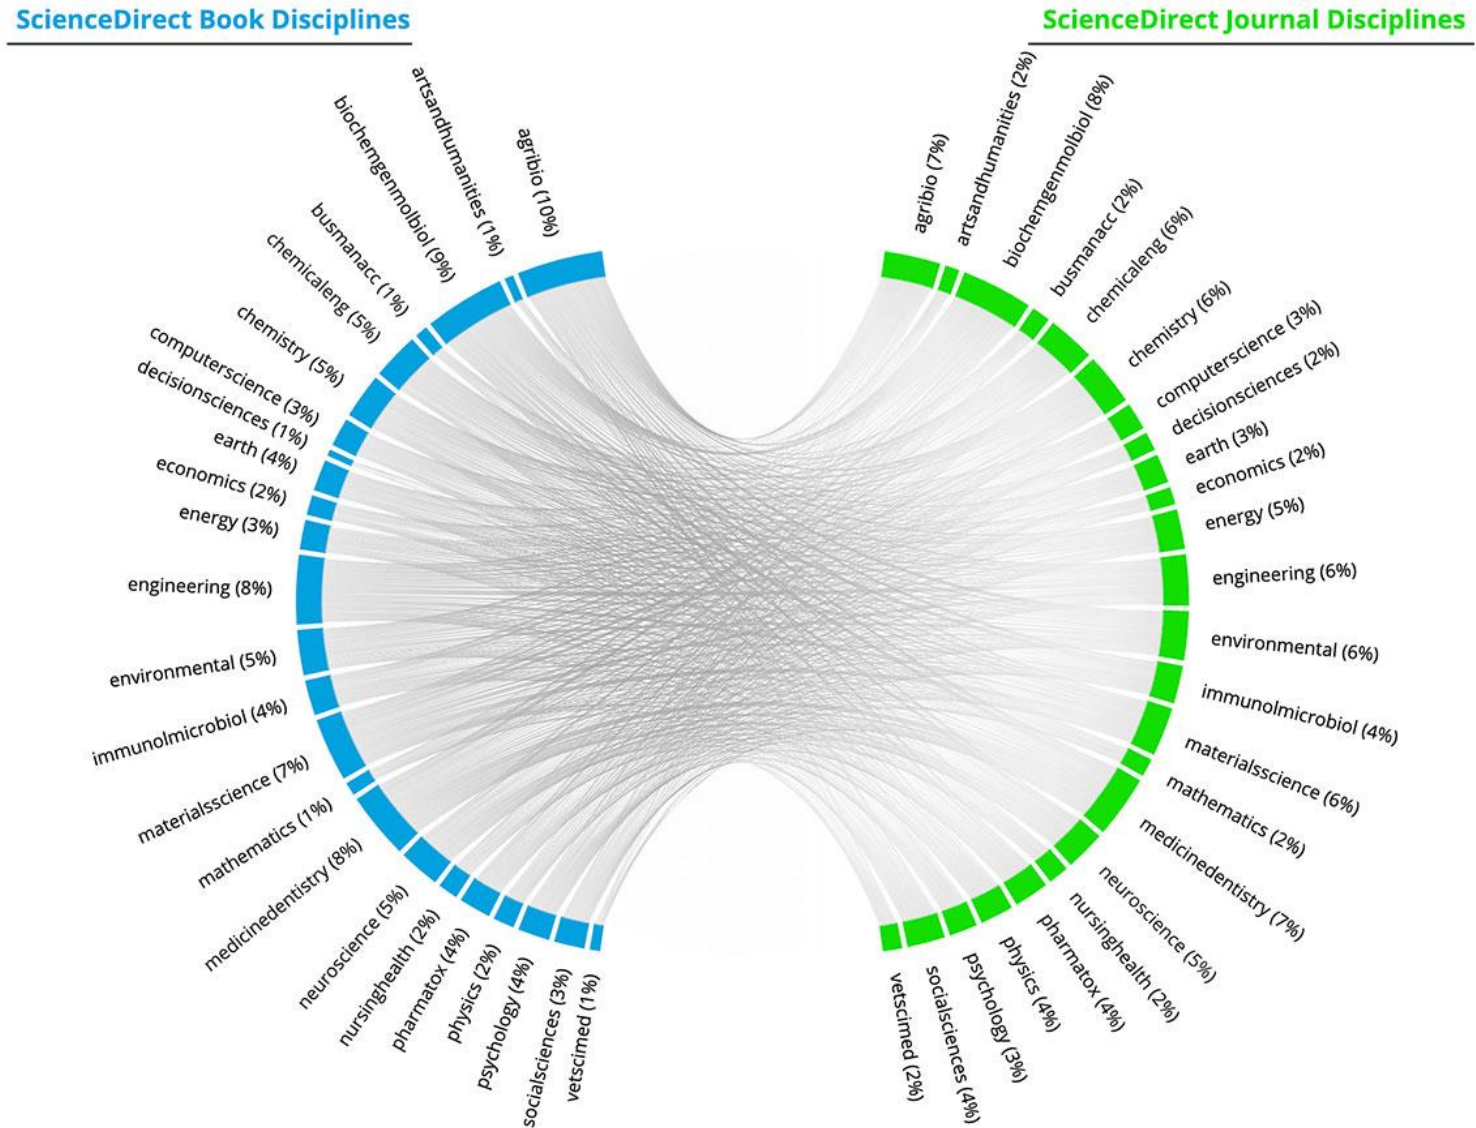 ScienceDirect Book Disciplines
agribio (10%)
artsandhumanities (1%)
biochemgenmolbiol (9%)
busmanacc (1%)
chemicaleng (5%)
chemistry (5%)
computerscience (3%)
decisionsciences (1%)
earth (4%)
economics (2%)
energy (3%)
engineering (8%)
environmental (5%)
immunolmicrobiol (4%)
materialsscience (7%)
mathematics (1%)
medicinedentistry (8%)
neuroscience (5%)
nursinghealth (2%)
pharmatox (4%)
physics (2%)
psychology (4%)
socialsciences (3%)
vetscimed (1%)
ScienceDirect Journal Disciplines
agribio (7%)
artsandhumanities (2%)
biochemgenmolbiol (8%)
busmanacc (2%)
chemicaleng (6%)
chemistry (6%)
computerscience (3%)
decisionsciences (2%)
earth (3%)
economics (2%)
energy (5%)
engineering (6%)
environmental (6%)
immunolmicrobiol (4%)
materialsscience (6%)
mathematics (2%)
medicinedentistry (7%)
neuroscience (5%)
nursinghealth (2%)
pharmatox (4%)
physics (4%)
psychology (3%)
socialsciences (4%)
vetscimed (2%)